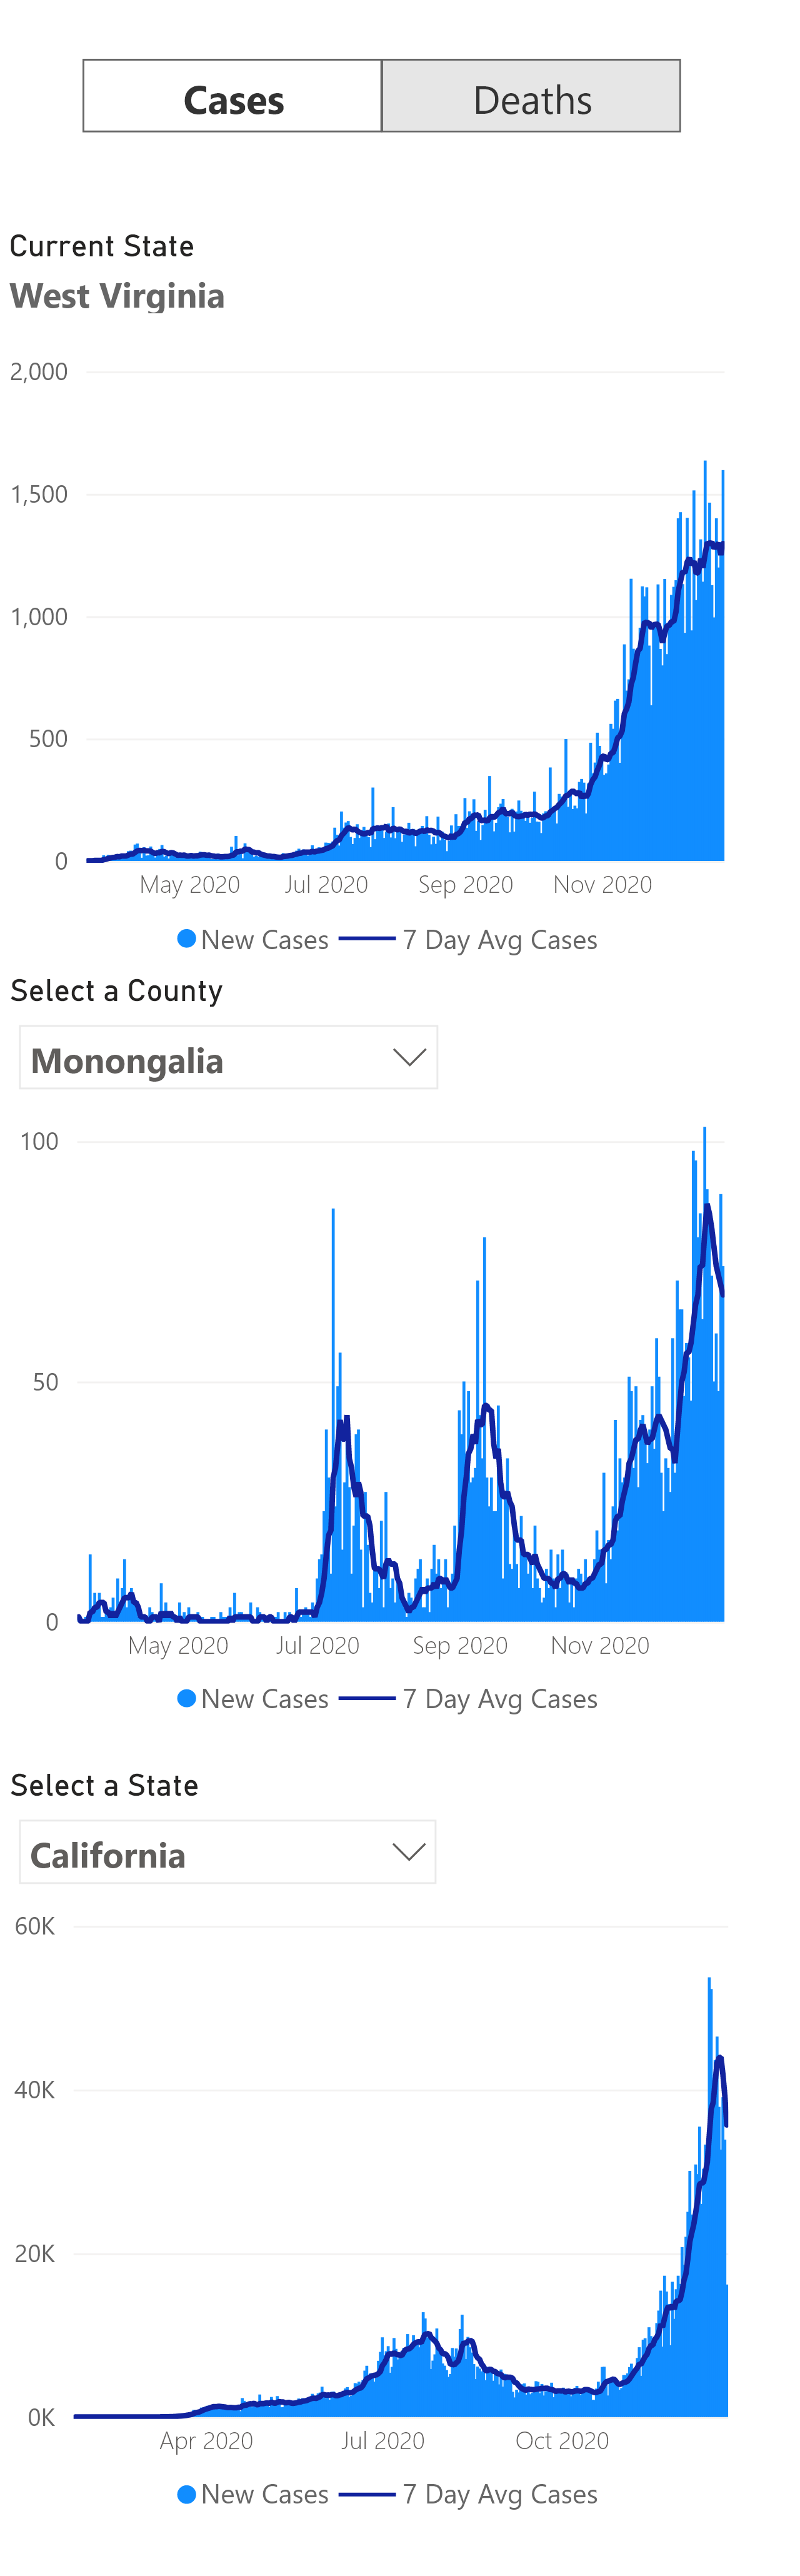 Cases Deaths
Current State
West Virginia
2,000
1,500
1,000
500
0
May 2020 Jul 2020 Sep 2020 Nov 2020
New Cases 7 Day Avg Cases
Select a County
Monongalia
100
50
0
May 2020 Jul 2020 Sep 2020 Nov 2020
New Cases 7 Day Avg Cases
Select a State
California
60K
40K
20K
0K
Apr 2020 Jul 2020 Oct 2020
New Cases 7 Day Avg Cases